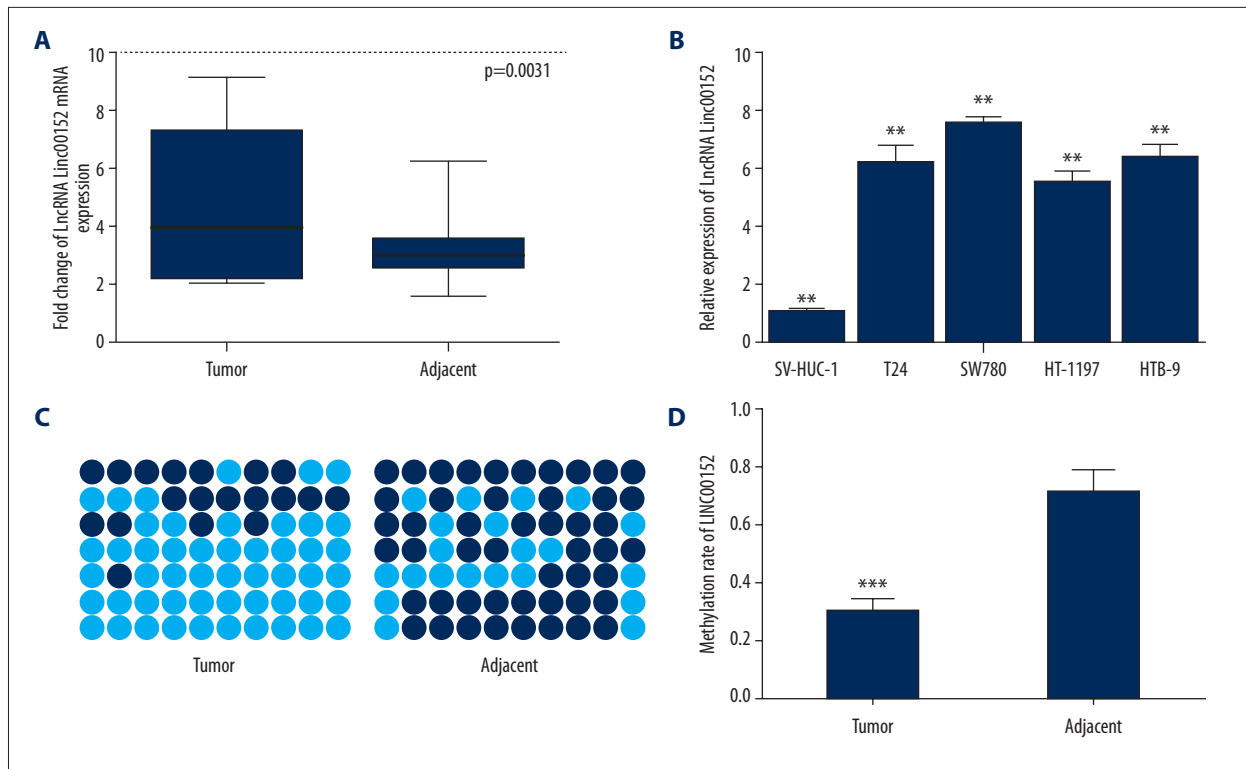 A
Fold change of LncRNA Linc00152 mRNA
expression
10
8
6
4
2
0
p=0.0031
Tumor
Adjacent
B
Relative expression of LncRNA Linc00152
10
8
6
4
2
0
**
**
**
**
**
SV-HUC-1
T24
SW780
HT-1197
HTB-9
C
Tumor
Adjacent
D
Methylation rate of LINC00152
1.0
0.8
0.6
0.4
0.2
0.0
***
Tumor
Adjacent